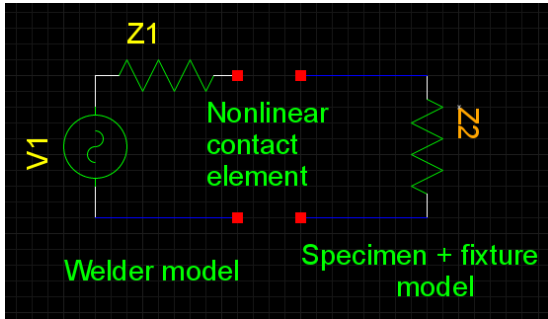 Z1
V1
Nonlinear
contact
element
Z2
Welder model
Specimen + fixture
model